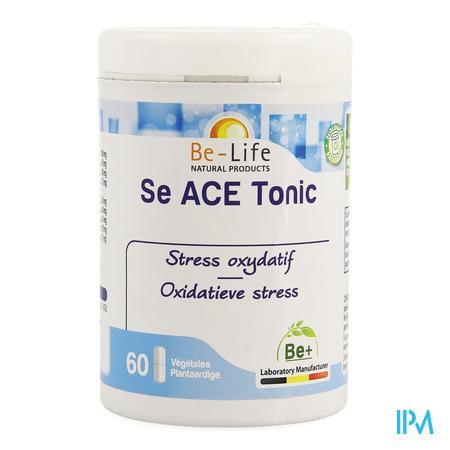 Be-Life
NATURAL PRODUCTS
Se ACE Tonic
Stress oxydatif
Oxidatieve stress
60 Végétales
Plantaardige
Be+
Laboratory Manufacturer
IPM